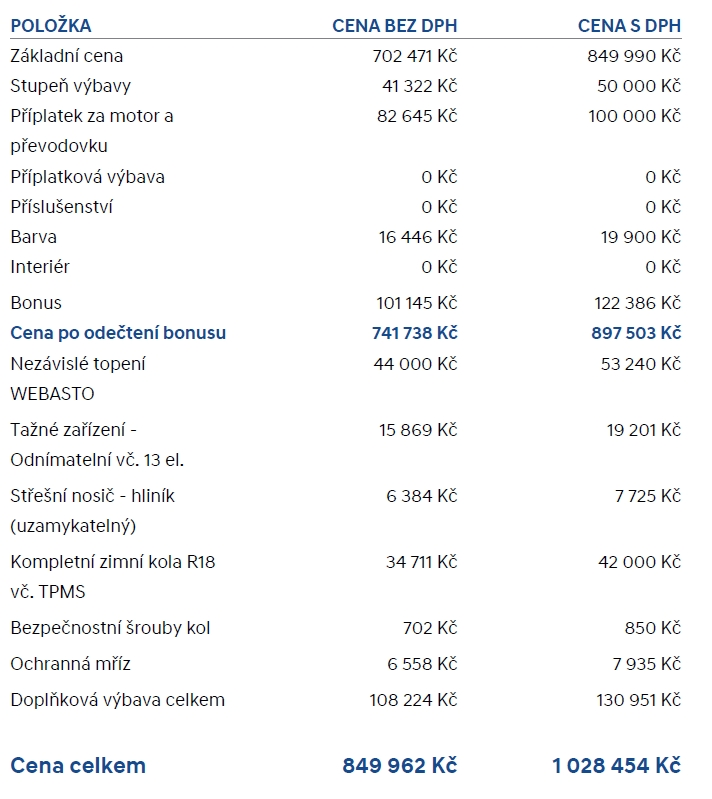 POLOŽKA CENA BEZ DPH CENA S DPH
Základní cena 702 471 Kč 849 990 Kč
Stupeň výbavy 41 322 Kč 50 000 Kč
Příplatek za motor a 82 645 Kč 100 000 Kč
převodovku
Příplatková výbava 0 Kč 0 Kč
Příslušenství 0 Kč 0 Kč
Barva 16 446 Kč 19 900 Kč
Interiér 0 Kč 0 Kč
Bonus 101 145 Kč 122 386 Kč
Cena po odečtení bonusu 741 738 Kč 897 503 Kč
Nezávislé topení 44 000 Kč 53 240 Kč
WEBASTO
Tažné zařízení - 15 869 Kč 19 201 Kč
Odnímatelní vč. 13 el.
Střešní nosič - hliník 6 384 Kč 7 725 Kč
(uzamykatelný)
Kompletní zimní kola R18 34 711 Kč 42 000 Kč
vč. TPMS
Bezpečnostní šrouby kol 702 Kč 850 Kč
Ochranná mříz 6 558 Kč 7 935 Kč
Doplňková výbava celkem 108 224 Kč 130 951 Kč
Cena celkem 849 962 Kč 1 028 454 Kč